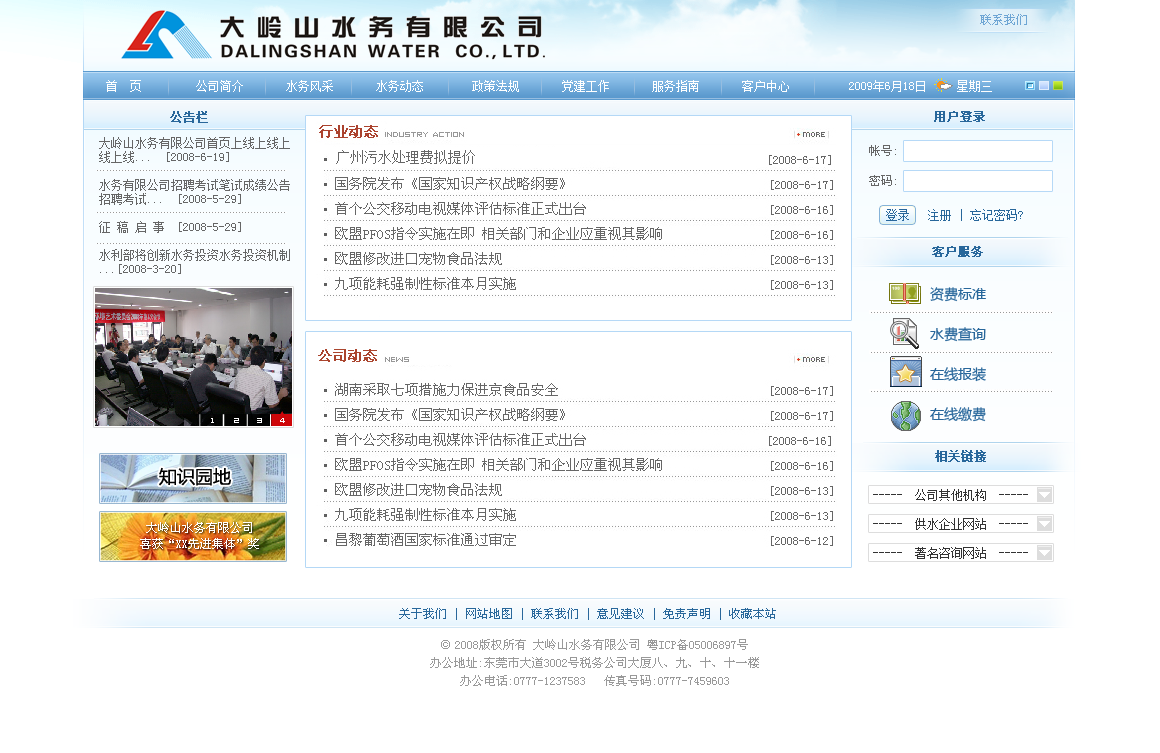 大岭山水务有限公司
DALINGSHAN WATER CO.,LTD.
联系我们
首 页 公司简介 水务风采 水务动态 政策法规 党建工作 服务指南 客户中心 2009年6月18日 星期三
公告栏
大岭山水务有限公司首页上线上线上
线上线... [2008-6-19]
水务有限公司招聘考试笔试成绩公告
招聘考试... [2008-5-29]
征 稿 启 事 [2008-5-29]
水利部将创新水务投资水务投资机制
...[2008-3-20]
1 2 3 4
知识园地
大岭山水务有限公司
喜获“XX先进集体”奖
行业动态 INDUSTRY ACTION MORE
广州污水处理费拟提价 [2008-6-17]
国务院发布《国家知识产权战略纲要》 [2008-6-17]
首个公交移动电视媒体评估标准正式出台 [2008-6-16]
欧盟PFOS指令实施在即 相关部门和企业应重视其影响 [2008-6-16]
欧盟修改进口宠物食品法规 [2008-6-13]
九项能耗强制性标准本月实施 [2008-6-13]
公司动态 NEWS MORE
湖南采取七项措施力保进京食品安全 [2008-6-17]
国务院发布《国家知识产权战略纲要》 [2008-6-17]
首个公交移动电视媒体评估标准正式出台 [2008-6-16]
欧盟PFOS指令实施在即 相关部门和企业应重视其影响 [2008-6-16]
欧盟修改进口宠物食品法规 [2008-6-13]
九项能耗强制性标准本月实施 [2008-6-13]
昌黎葡萄酒国家标准通过审定 [2008-6-12]
用户登录
帐号:
密码:
登录 注册 | 忘记密码?
客户服务
资费标准
水费查询
在线报装
在线缴费
相关链接
----- 公司其他机构 -----
----- 供水企业网站 -----
----- 著名咨询网站 -----
关于我们 | 网站地图 | 联系我们 | 意见建议 | 免责声明 | 收藏本站
© 2008版权所有 大岭山水务有限公司 粤ICP备05006897号
办公地址:东莞市大道3002号税务公司大厦八、九、十、十一楼
办公电话:0777-1237583 传真号码:0777-7459603